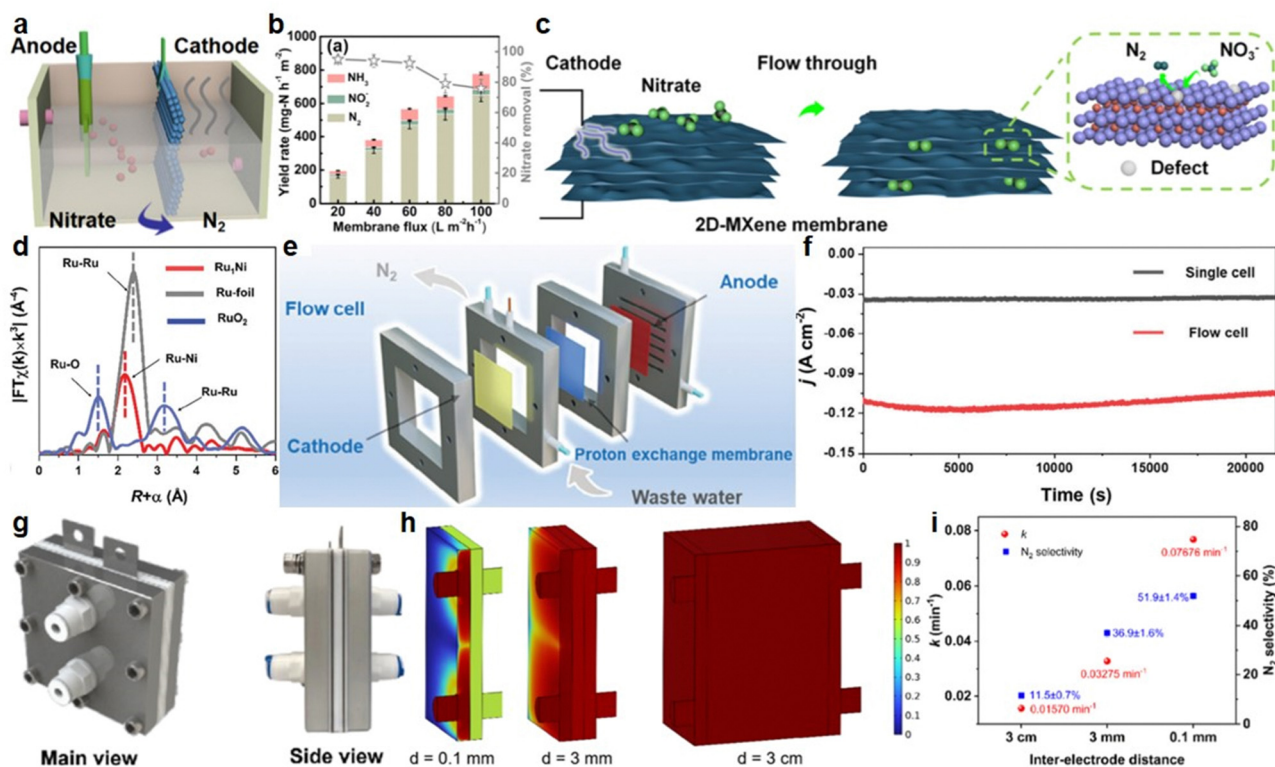 a
Anode
Cathode
Nitrate
N₂
b
(a)
Yield rate (mg-N h⁻¹ m⁻²)
1000
900
800
600
400
200
0
NH₃
NO₂⁻
N₂
20 40 60 80 100
Membrane flux (L m⁻²h⁻¹)
100
80
60
40
20
0
Nitrate removal (%)
c
Cathode
Nitrate
Flow through
2D-MXene membrane
N₂
NO₃⁻
Defect
d
|FTχ(k)×k³| (Å⁻⁴)
Ru-Ru
Ru-O
Ru-Ni
Ru-Ru
Ru₁Ni
Ru-foil
RuO₂
0 1 2 3 4 5 6
R+α (Å)
e
N₂
Flow cell
Anode
Cathode
Proton exchange membrane
Waste water
f
j (A cm⁻²)
0.00
-0.03
-0.06
-0.09
-0.12
-0.15
Single cell
Flow cell
0 5000 10000 15000 20000
Time (s)
g
Main view
Side view
h
d = 0.1 mm
d = 3 mm
d = 3 cm
1
0.9
0.8
0.7
0.6
0.5
0.4
0.3
0.2
0.1
0
i
k (min⁻¹)
0.08
0.06
0.04
0.02
k
N₂ selectivity
0.07676 min⁻¹
51.9±1.4%
36.9±1.6%
0.03275 min⁻¹
11.5±0.7%
0.01570 min⁻¹
80
70
60
50
40
30
20
10
0
N₂ selectivity (%)
3 cm 3 mm 0.1 mm
Inter-electrode distance